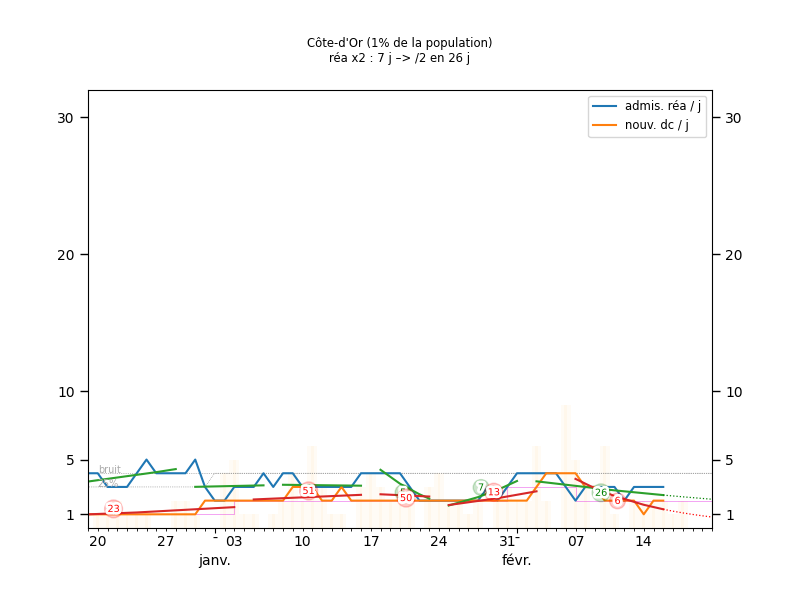 Côte-d'Or (1% de la population)
réa x2 : 7 j –> /2 en 26 j
admis. réa / j
nouv. dc / j
30 30
20 20
10 10
5 5
1 1
bruit
23
51
50
7
13
26
6
20 27 - 03 10 17 24 31- 07 14
janv. févr.